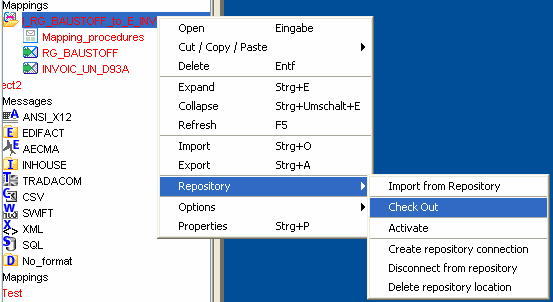 Mappings
_RG_BAUSTOFF_to_E_INV
Mapping_procedures
RG_BAUSTOFF
INVOIC_UN_D93A
ect2
Messages
ANSI_X12
EDIFACT
AECMA
INHOUSE
TRADACOM
CSV
SWIFT
XML
SQL
No_format
Mappings
Test
Open Eingabe
Cut / Copy / Paste
Delete Entf
Expand Strg+E
Collapse Strg+Umschalt+E
Refresh F5
Import Strg+O
Export Strg+A
Repository
Options
Properties Strg+P
Import from Repository
Check Out
Activate
Create repository connection
Disconnect from repository
Delete repository location